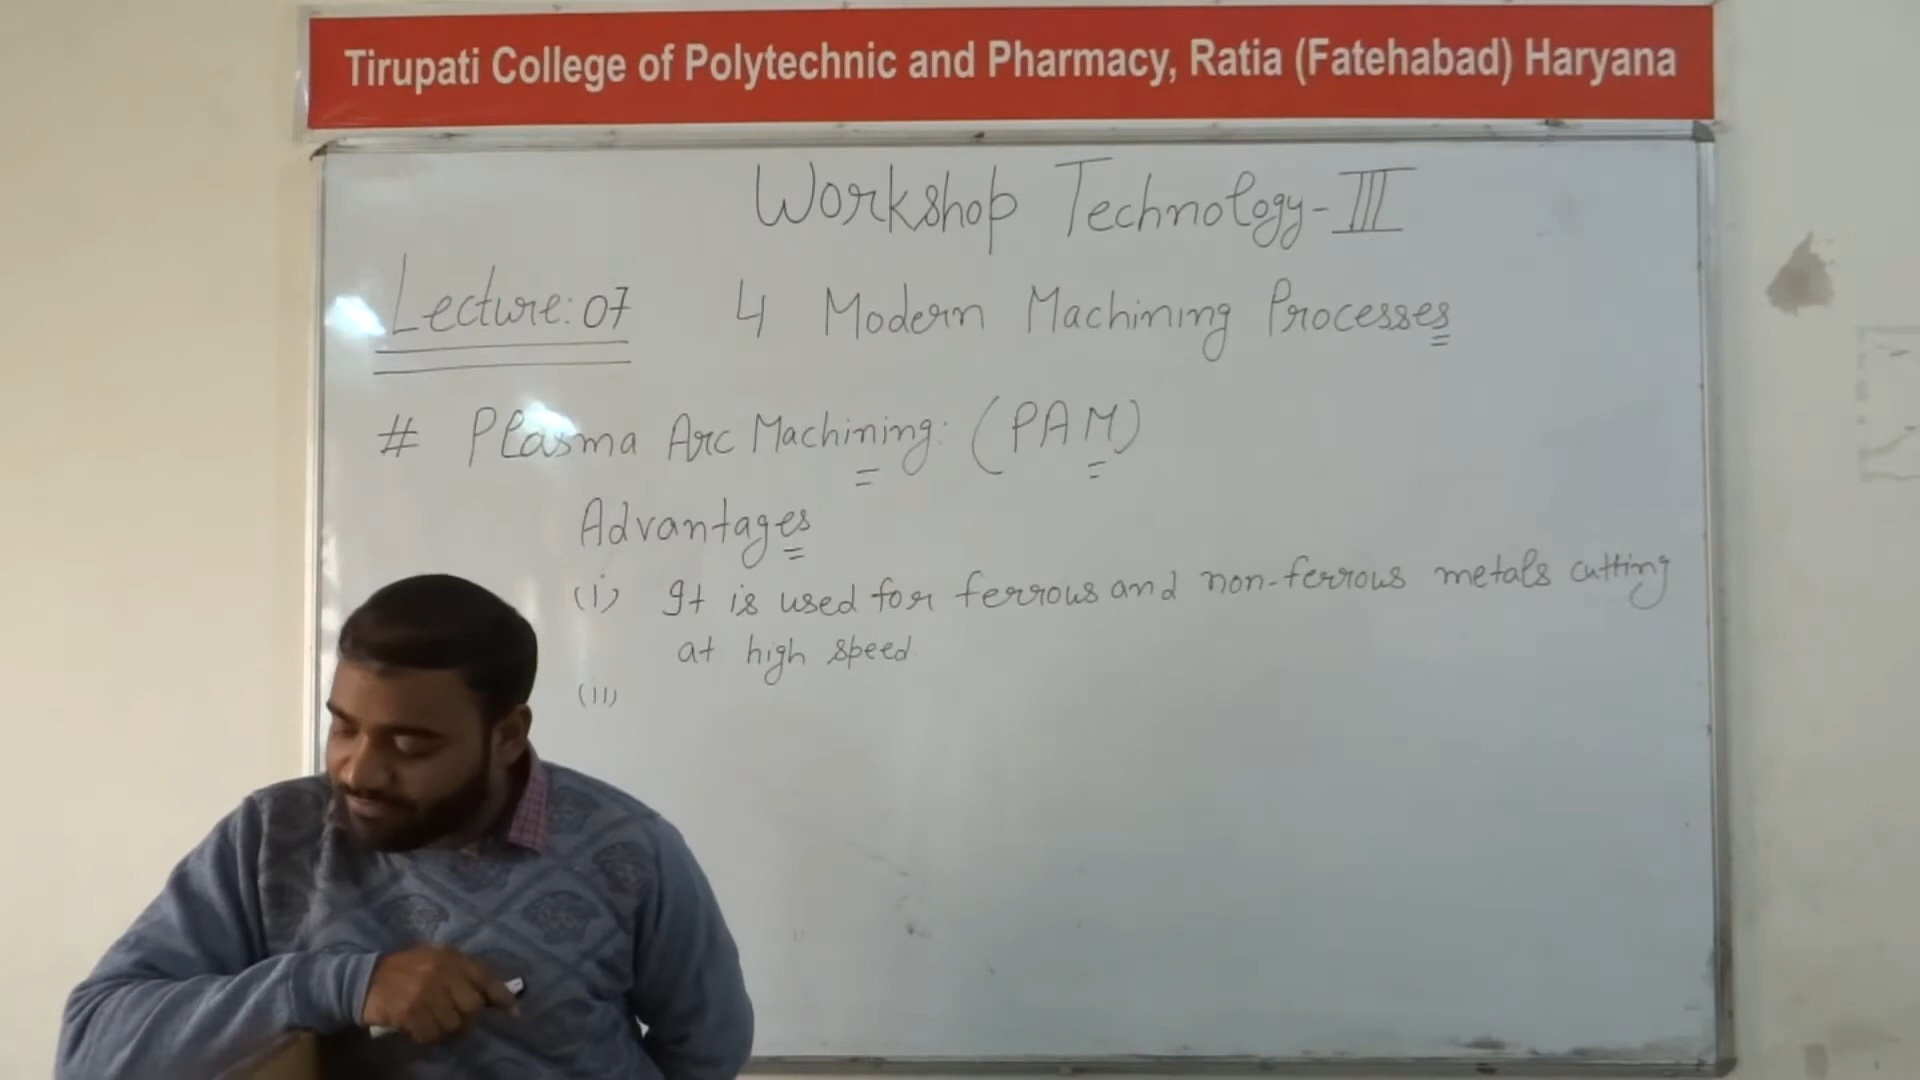 Tirupati College of Polytechnic and Pharmacy, Ratia (Fatehabad) Haryana
Workshop Technology-III
Lecture: 07 4 Modern Machining Processes
# Plasma Arc Machining: (PAM)
Advantages
(i) It is used for ferrous and non-ferrous metals cutting
at high speed.
(ii)